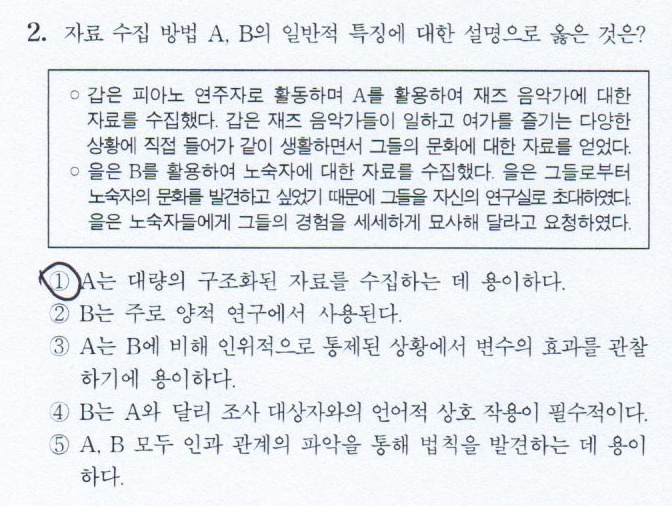 2. 자료 수집 방법 A, B의 일반적 특징에 대한 설명으로 옳은 것은?
○ 갑은 피아노 연주자로 활동하며 A를 활용하여 재즈 음악가에 대한
자료를 수집했다. 갑은 재즈 음악가들이 일하고 여가를 즐기는 다양한
상황에 직접 들어가 같이 생활하면서 그들의 문화에 대한 자료를 얻었다.
○ 을은 B를 활용하여 노숙자에 대한 자료를 수집했다. 을은 그들로부터
노숙자의 문화를 발견하고 싶었기 때문에 그들을 자신의 연구실로 초대하였다.
을은 노숙자들에게 그들의 경험을 세세하게 묘사해 달라고 요청하였다.
① A는 대량의 구조화된 자료를 수집하는 데 용이하다.
② B는 주로 양적 연구에서 사용된다.
③ A는 B에 비해 인위적으로 통제된 상황에서 변수의 효과를 관찰
하기에 용이하다.
④ B는 A와 달리 조사 대상자와의 언어적 상호 작용이 필수적이다.
⑤ A, B 모두 인과 관계의 파악을 통해 법칙을 발견하는 데 용이
하다.